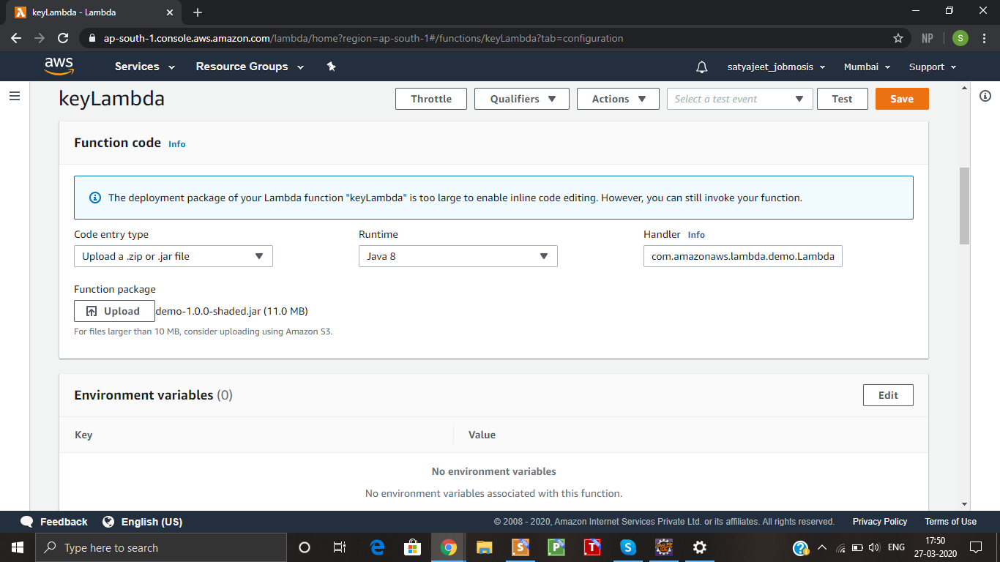 keyLambda - Lambda
ap-south-1.console.aws.amazon.com/lambda/home?region=ap-south-1#/functions/keyLambda?tab=configuration
NP
S
aws
Services
Resource Groups
satyajeet_jobmosis
Mumbai
Support
keyLambda
Throttle
Qualifiers
Actions
Select a test event
Test
Save
Function code Info
The deployment package of your Lambda function "keyLambda" is too large to enable inline code editing. However, you can still invoke your function.
Code entry type
Runtime
Handler Info
Upload a .zip or .jar file
Java 8
com.amazonaws.lambda.demo.Lambda
Function package
Upload
demo-1.0.0-shaded.jar (11.0 MB)
For files larger than 10 MB, consider uploading using Amazon S3.
Environment variables (0)
Edit
Key
Value
No environment variables
No environment variables associated with this function.
Feedback
English (US)
© 2008 - 2020, Amazon Internet Services Private Ltd. or its affiliates. All rights reserved.
Privacy Policy
Terms of Use
Type here to search
S
P
T
S
ENG
17:50
27-03-2020